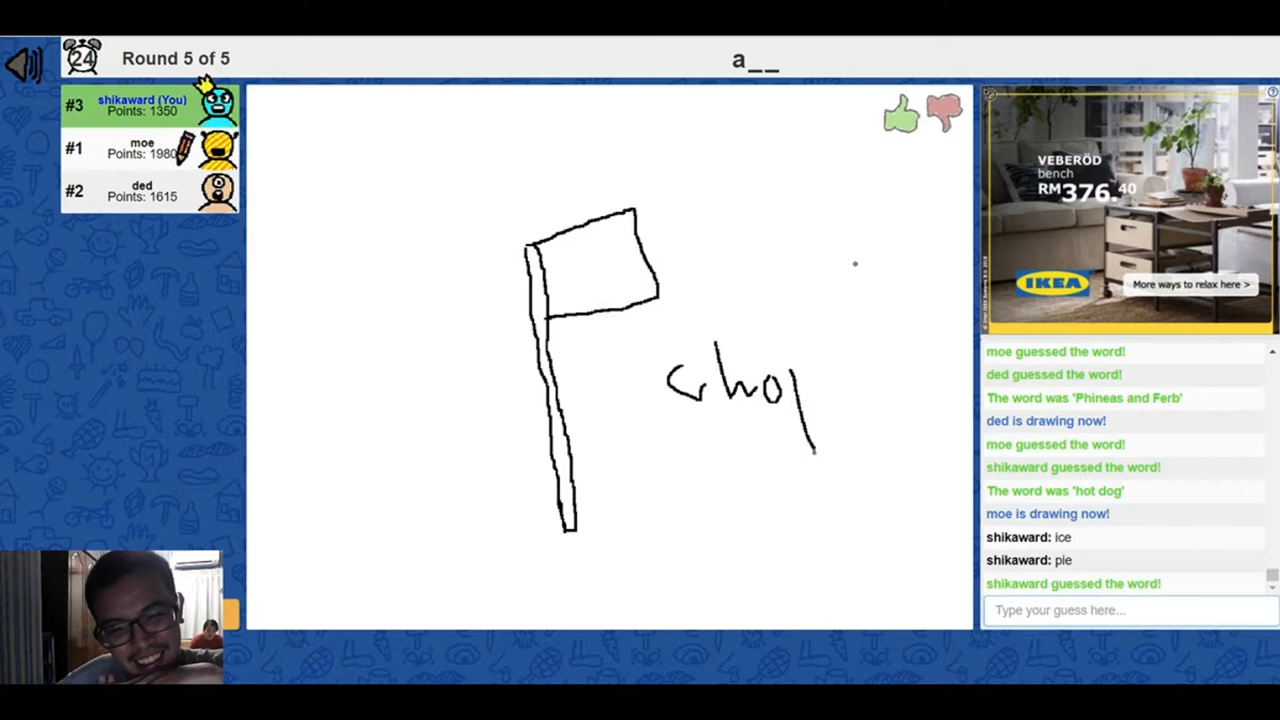 24
Round 5 of 5
a__
#3
shikaward (You)
Points: 1350
#1
moe
Points: 1980
#2
ded
Points: 1615
chop
VEBERÖD
bench
RM376.40
IKEA
More ways to relax here >
moe guessed the word!
ded guessed the word!
The word was 'Phineas and Ferb'
ded is drawing now!
moe guessed the word!
shikaward guessed the word!
The word was 'hot dog'
moe is drawing now!
shikaward: ice
shikaward: pie
shikaward guessed the word!
Type your guess here...